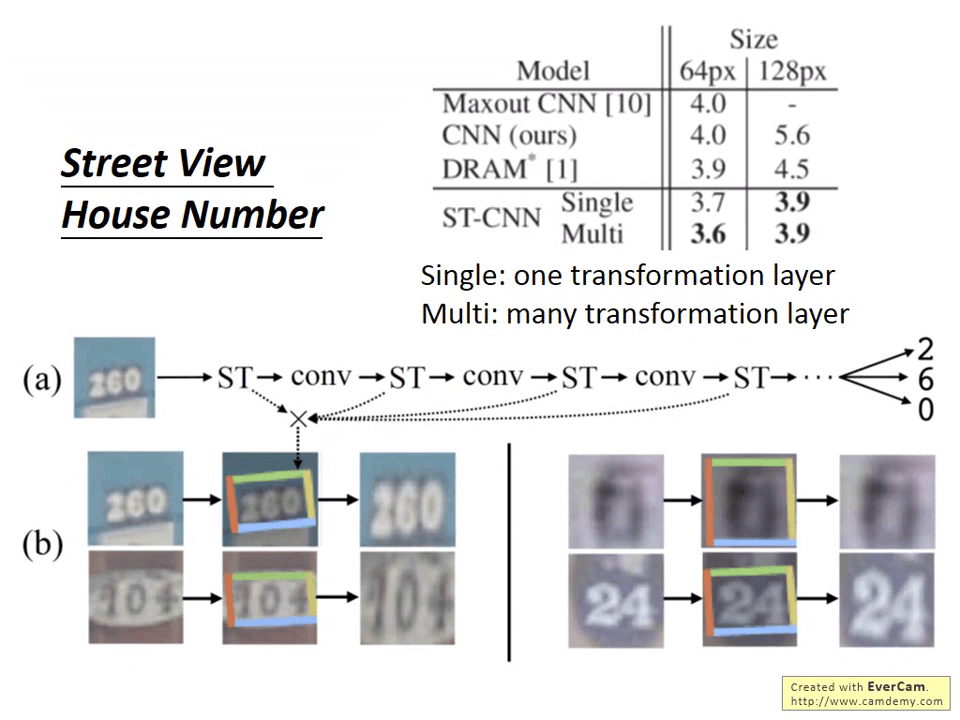 Street View
House Number
Size
Model 64px 128px
Maxout CNN [10] 4.0 -
CNN (ours) 4.0 5.6
DRAM* [1] 3.9 4.5
ST-CNN Single 3.7 3.9
Multi 3.6 3.9
Single: one transformation layer
Multi: many transformation layer
(a) 260 ST conv ST conv ST conv ST ... 2
6
0
×
(b) 260 260 260
104 104 104
24 24 24
Created with EverCam.
http://www.camdemy.com